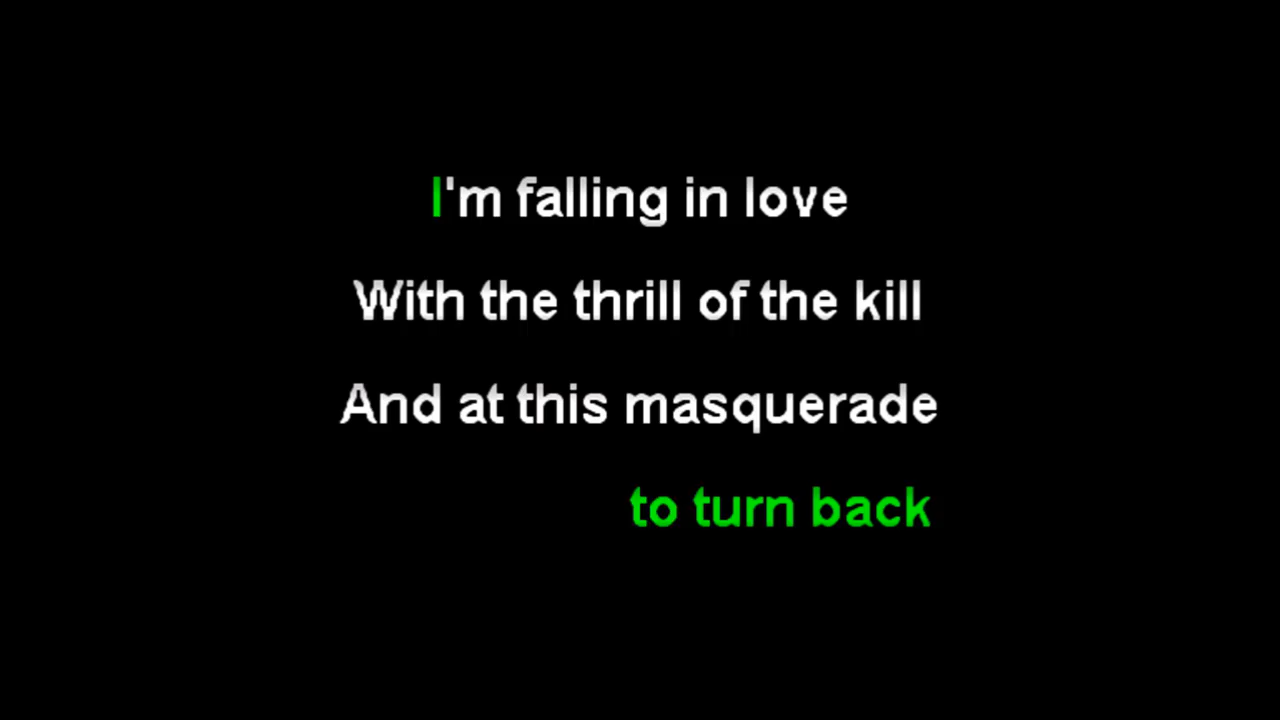 I'm falling in love
With the thrill of the kill
And at this masquerade
to turn back